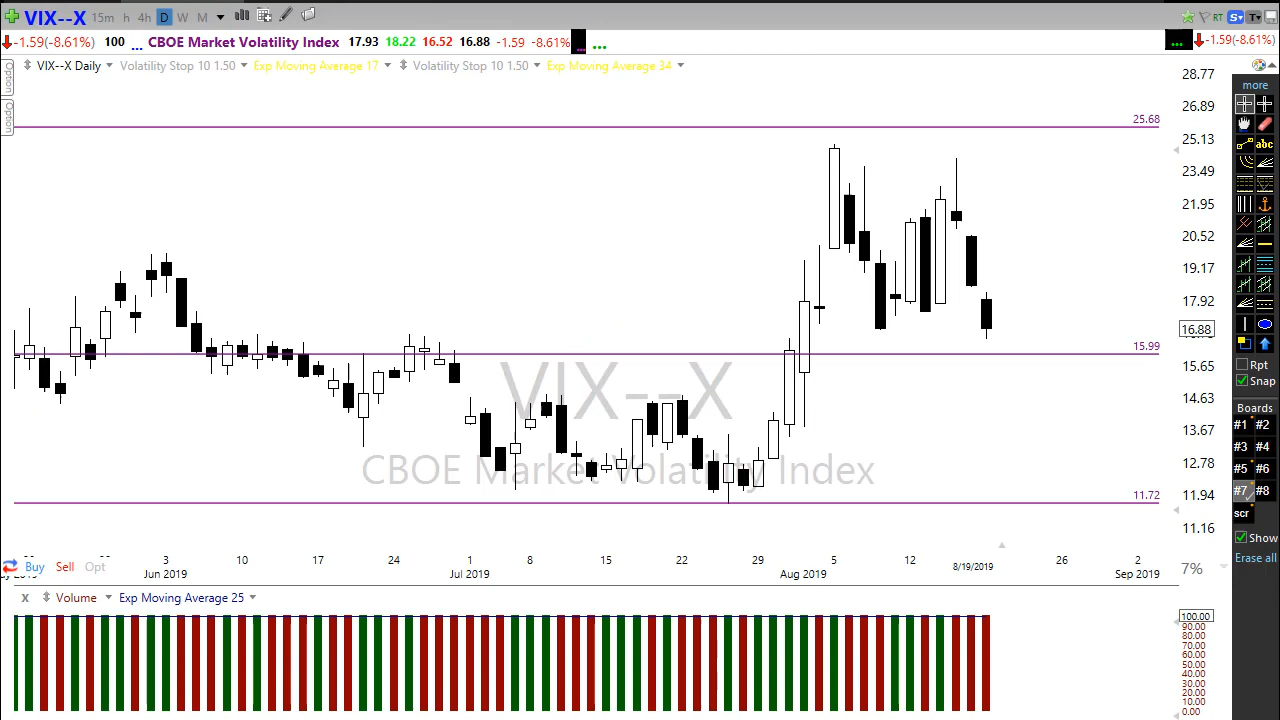 VIX--X 15m h 4h D W M RT S T
-1.59(-8.61%) 100 ... CBOE Market Volatility Index 17.93 18.22 16.52 16.88 -1.59 -8.61% ... ... -1.59(-8.61%)
VIX--X Daily Volatility Stop 10 1.50 Exp Moving Average 17 Volatility Stop 10 1.50 Exp Moving Average 34
Option
Option
28.77
26.89
25.68
25.13
23.49
21.95
20.52
19.17
17.92
16.88
15.99
15.65
14.63
13.67
12.78
11.94
11.72
11.16
VIX--X
CBOE Market Volatility Index
3 10 17 24 1 8 15 22 29 5 12 26 2
Jun 2019 Jul 2019 Aug 2019 8/19/2019 Sep 2019
Buy Sell Opt
7%
X Volume Exp Moving Average 25
100.00
90.00
80.00
70.00
60.00
50.00
40.00
30.00
20.00
10.00
0.00
more
abc
Rpt
Snap
Boards
#1 #2
#3 #4
#5 #6
#7 #8
scr
Show
Erase all